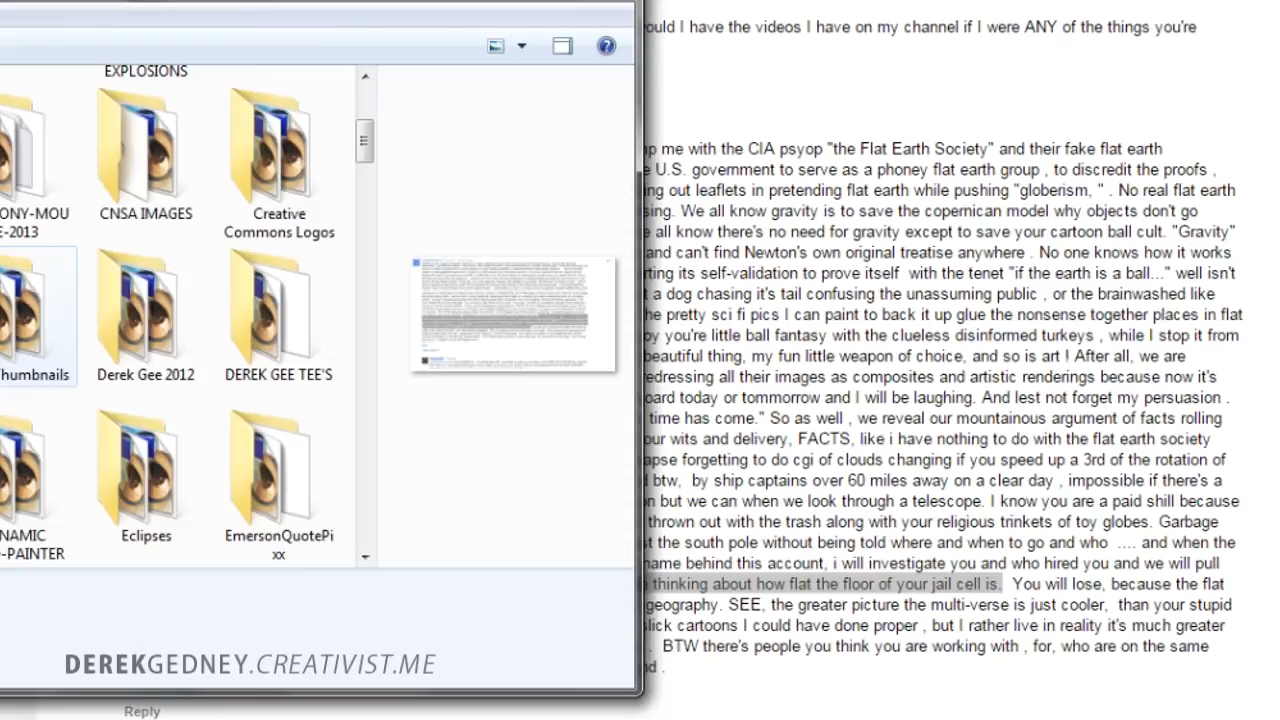 EXPLOSIONS
ONY-MOU
CNSA IMAGES
Creative
E-2013
Commons Logos
humbnails
Derek Gee 2012
DEREK GEE TEE'S
NAMIC
Eclipses
EmersonQuotePi
-PAINTER
xx
DEREKGEDNEY.CREATIVIST.ME
Reply
ould I have the videos I have on my channel if I were ANY of the things you're
mp me with the CIA psyop "the Flat Earth Society" and their fake flat earth
e U.S. government to serve as a phoney flat earth group , to discredit the proofs ,
ing out leaflets in pretending flat earth while pushing "globerism, " . No real flat earth
sing. We all know gravity is to save the copernican model why objects don't go
e all know there's no need for gravity except to save your cartoon ball cult. "Gravity"
and can't find Newton's own original treatise anywhere . No one knows how it works
rting its self-validation to prove itself with the tenet "if the earth is a ball..." well isn't
t a dog chasing it's tail confusing the unassuming public , or the brainwashed like
he pretty sci fi pics I can paint to back it up glue the nonsense together places in flat
oy you're little ball fantasy with the clueless disinformed turkeys , while I stop it from
beautiful thing, my fun little weapon of choice, and so is art ! After all, we are
redressing all their images as composites and artistic renderings because now it's
oard today or tommorrow and I will be laughing. And lest not forget my persuasion .
time has come." So as well , we reveal our mountainous argument of facts rolling
our wits and delivery, FACTS, like i have nothing to do with the flat earth society
apse forgetting to do cgi of clouds changing if you speed up a 3rd of the rotation of
d btw, by ship captains over 60 miles away on a clear day , impossible if there's a
on but we can when we look through a telescope. I know you are a paid shill because
thrown out with the trash along with your religious trinkets of toy globes. Garbage
st the south pole without being told where and when to go and who .... and when the
name behind this account, i will investigate you and who hired you and we will pull
thinking about how flat the floor of your jail cell is. You will lose, because the flat
geography. SEE, the greater picture the multi-verse is just cooler, than your stupid
slick cartoons I could have done proper , but I rather live in reality it's much greater
. BTW there's people you think you are working with , for, who are on the same
nd .